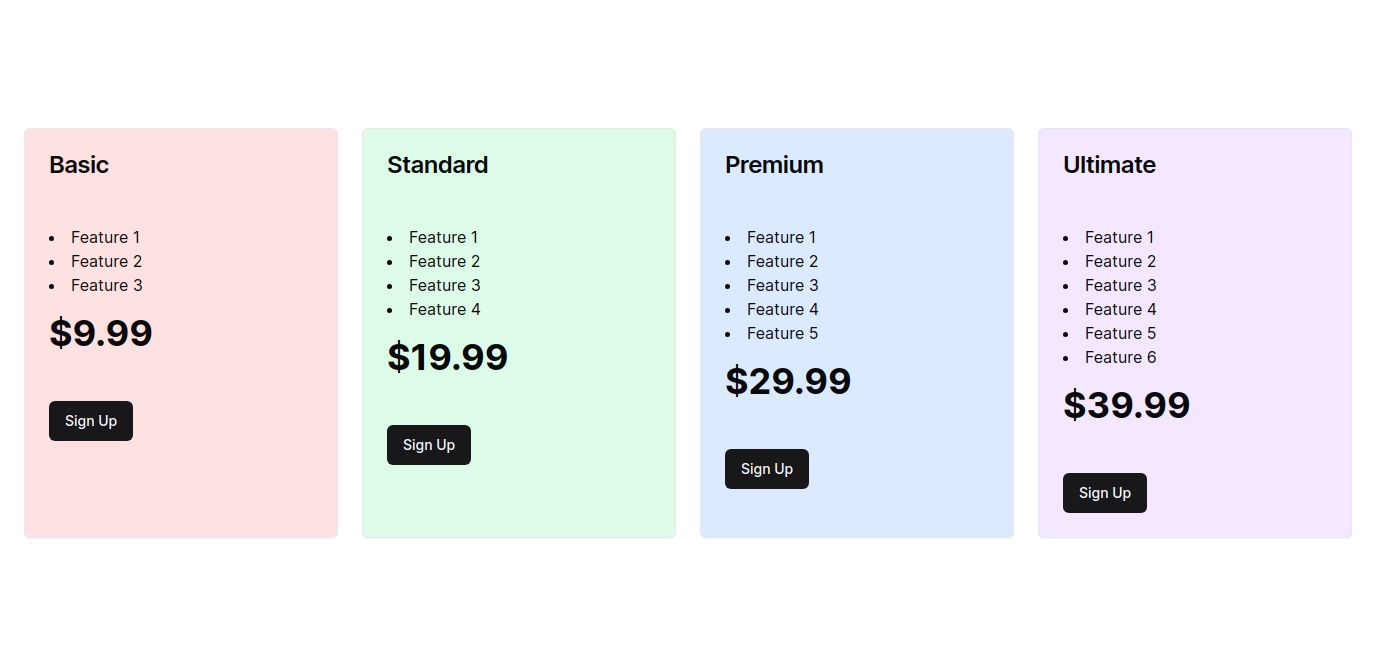 Basic
Feature 1
Feature 2
Feature 3
$9.99
Sign Up
Standard
Feature 1
Feature 2
Feature 3
Feature 4
$19.99
Sign Up
Premium
Feature 1
Feature 2
Feature 3
Feature 4
Feature 5
$29.99
Sign Up
Ultimate
Feature 1
Feature 2
Feature 3
Feature 4
Feature 5
Feature 6
$39.99
Sign Up